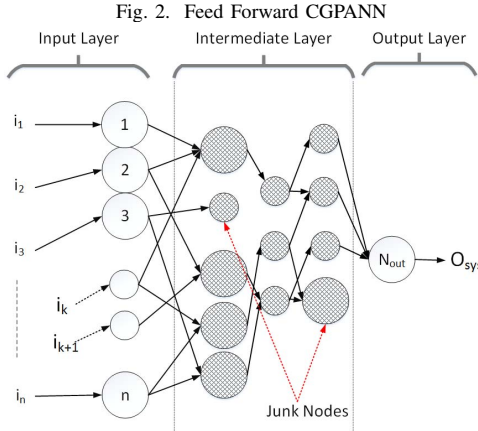 Fig. 2. Feed Forward CGPANN
Input Layer Intermediate Layer Output Layer
i1 1
i2 2
i3 3
ik
ik+1
in n
Nout Osys
Junk Nodes